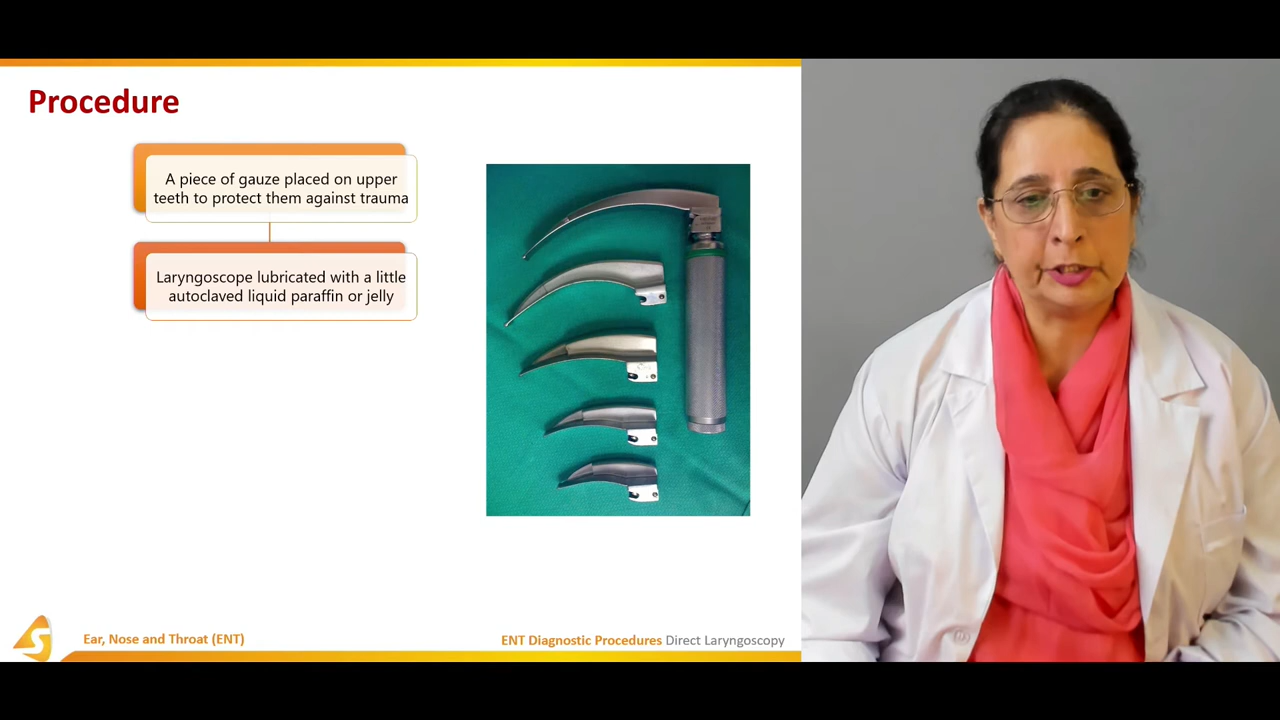 Procedure
A piece of gauze placed on upper
teeth to protect them against trauma
Laryngoscope lubricated with a little
autoclaved liquid paraffin or jelly
Ear, Nose and Throat (ENT)
ENT Diagnostic Procedures Direct Laryngoscopy